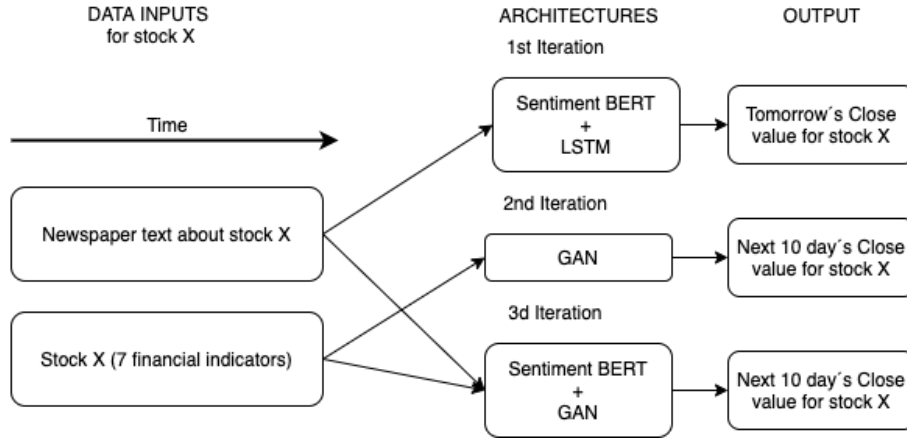 DATA INPUTS
for stock X
ARCHITECTURES
OUTPUT
1st Iteration
Time
Sentiment BERT
+
LSTM
Tomorrow´s Close
value for stock X
Newspaper text about stock X
2nd Iteration
GAN
Next 10 day´s Close
value for stock X
Stock X (7 financial indicators)
3d Iteration
Sentiment BERT
+
GAN
Next 10 day´s Close
value for stock X